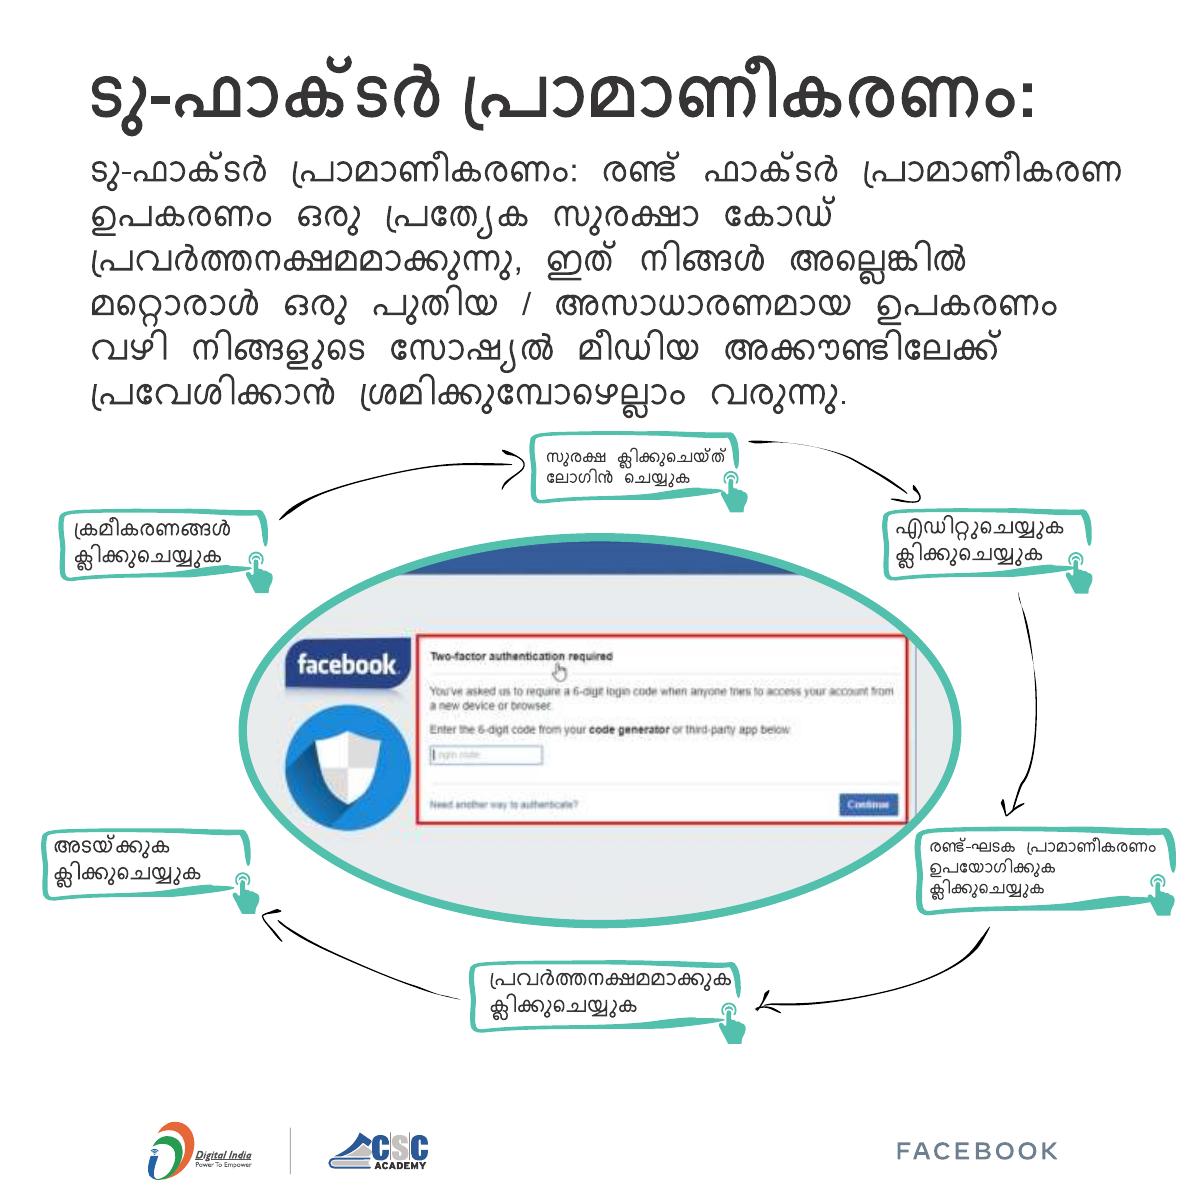 ടു-ഫാക്ടർ പ്രാമാണീകരണം:
ടു-ഫാക്ടർ പ്രാമാണീകരണം: രണ്ട് ഫാക്ടർ പ്രാമാണീകരണ
ഉപകരണം ഒരു പ്രത്യേക സുരക്ഷാ കോഡ്
പ്രവർത്തനക്ഷമമാക്കുന്നു, ഇത് നിങ്ങൾ അല്ലെങ്കിൽ
മറ്റൊരാൾ ഒരു പുതിയ / അസാധാരണമായ ഉപകരണം
വഴി നിങ്ങളുടെ സോഷ്യൽ മീഡിയ അക്കൗണ്ടിലേക്ക്
പ്രവേശിക്കാൻ ശ്രമിക്കുമ്പോഴെല്ലാം വരുന്നു.
ക്രമീകരണങ്ങൾ
ക്ലിക്കുചെയ്യുക
സുരക്ഷ ക്ലിക്കുചെയ്ത്
ലോഗിൻ ചെയ്യുക
എഡിറ്റുചെയ്യുക
ക്ലിക്കുചെയ്യുക
രണ്ട്-ഘടക പ്രാമാണീകരണം
ഉപയോഗിക്കുക
ക്ലിക്കുചെയ്യുക
പ്രവർത്തനക്ഷമമാക്കുക
ക്ലിക്കുചെയ്യുക
അടയ്ക്കുക
ക്ലിക്കുചെയ്യുക
facebook
Two-factor authentication required
You've asked us to require a 6-digit login code when anyone tries to access your account from
a new device or browser.
Enter the 6-digit code from your code generator or third-party app below.
Login code
Need another way to authenticate?
Continue
Digital India
Power To Empower
CSC
ACADEMY
FACEBOOK